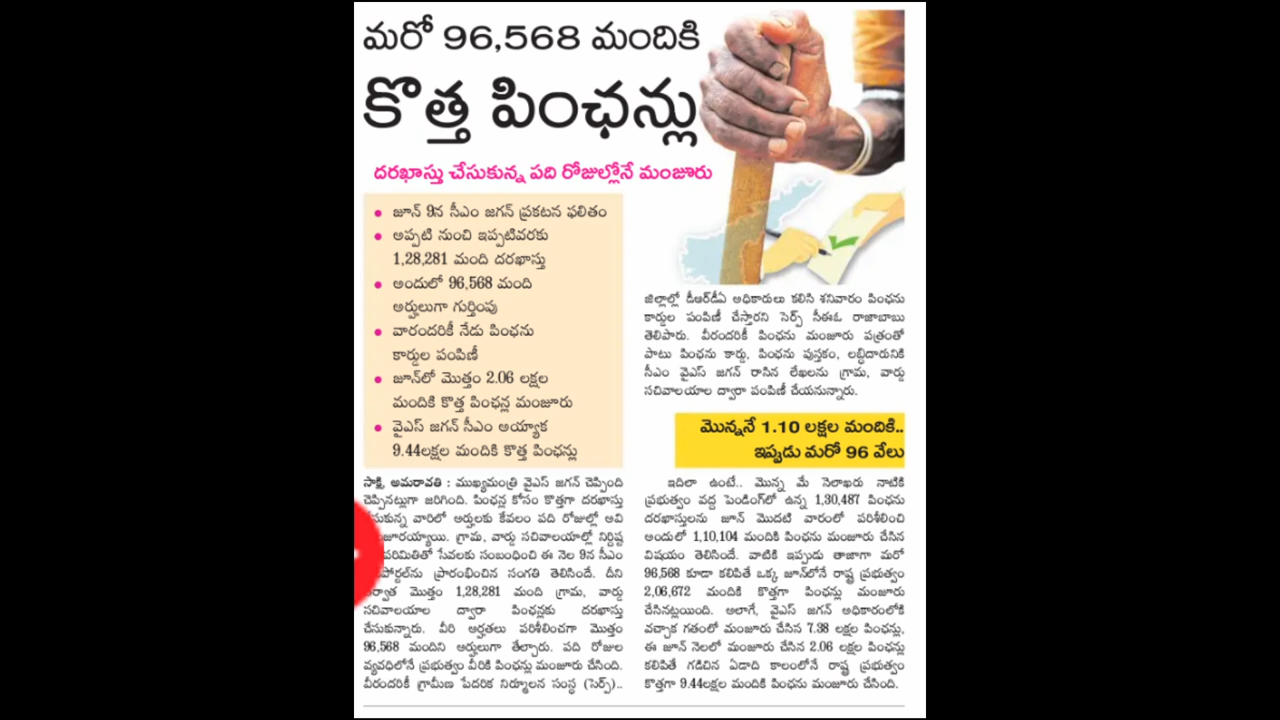 మరో 96,568 మందికి
కొత్త పింఛన్లు
దరఖాస్తు చేసుకున్న పది రోజుల్లోనే మంజూరు
• జూన్ 9న సీఎం జగన్ ప్రకటన ఫలితం
• అప్పటి నుంచి ఇప్పటివరకు
1,28,281 మంది దరఖాస్తు
• అందులో 96,568 మంది
అర్హులుగా గుర్తింపు
• వారందరికీ నేడు పింఛను
కార్డుల పంపిణీ
• జూన్‌లో మొత్తం 2.06 లక్షల
మందికి కొత్త పింఛన్ల మంజూరు
• వైఎస్ జగన్ సీఎం అయ్యాక
9.44లక్షల మందికి కొత్త పింఛన్లు
సాక్షి, అమరావతి : ముఖ్యమంత్రి వైఎస్ జగన్ చెప్పింది
చెప్పినట్లుగా జరిగింది. పింఛన్ల కోసం కొత్తగా దరఖాస్తు
వారిలో అర్హులకు కేవలం పది రోజుల్లో అవి
గ్రామ, వార్డు సచివాలయాల్లో నిర్దిష్ట
సేవలకు సంబంధించి ఈ నెల 9న సీఎం
ప్రారంభించిన సంగతి తెలిసిందే. దీని
మొత్తం 1,28,281 మంది గ్రామ, వార్డు
సచివాలయాల ద్వారా పింఛన్లకు దరఖాస్తు
చేసుకున్నారు. వీరి అర్హతలు పరిశీలించగా మొత్తం
96,568 మందిని అర్హులుగా తేల్చారు. పది రోజుల
వ్యవధిలోనే ప్రభుత్వం వీరికి పింఛన్లు మంజూరు చేసింది.
వీరందరికీ గ్రామీణ పేదరిక నిర్మూలన సంస్థ (సెర్ప్)..
జిల్లాల్లో డీఆర్‌డీఏ అధికారులు కలిసి శనివారం పింఛను
కార్డుల పంపిణీ చేస్తారని సెర్ప్ సీఈఓ రాజాబాబు
తెలిపారు. వీరందరికీ పింఛను మంజూరు పత్రంతో
పాటు పింఛను కార్డు, పింఛను పుస్తకం, లబ్ధిదారునికి
సీఎం వైఎస్ జగన్ రాసిన లేఖలను గ్రామ, వార్డు
సచివాలయాల ద్వారా పంపిణీ చేయనున్నారు.
మొన్ననే 1.10 లక్షల మందికి..
ఇప్పడు మరో 96 వేలు
ఇదిలా ఉంటే.. మొన్న మే నెలాఖరు నాటికి
ప్రభుత్వం వద్ద పెండింగ్‌లో ఉన్న 1,30,487 పింఛను
దరఖాస్తులను జూన్ మొదటి వారంలో పరిశీలించి
అందులో 1,10,104 మందికి పింఛను మంజూరు చేసిన
విషయం తెలిసిందే. వాటికి ఇప్పుడు తాజాగా మరో
96,568 కూడా కలిపితే ఒక్క జూన్‌లోనే రాష్ట్ర ప్రభుత్వం
2,06,672 మందికి కొత్తగా పింఛన్లు మంజూరు
చేసినట్లయింది. అలాగే, వైఎస్ జగన్ అధికారంలోకి
వచ్చాక గతంలో మంజూరు చేసిన 7.38 లక్షల పింఛన్లు,
ఈ జూన్ నెలలో మంజూరు చేసిన 2.06 లక్షల పింఛన్లు
కలిపితే గడిచిన ఏడాది కాలంలోనే రాష్ట్ర ప్రభుత్వం
కొత్తగా 9.44లక్షల మందికి పింఛను మంజూరు చేసింది.